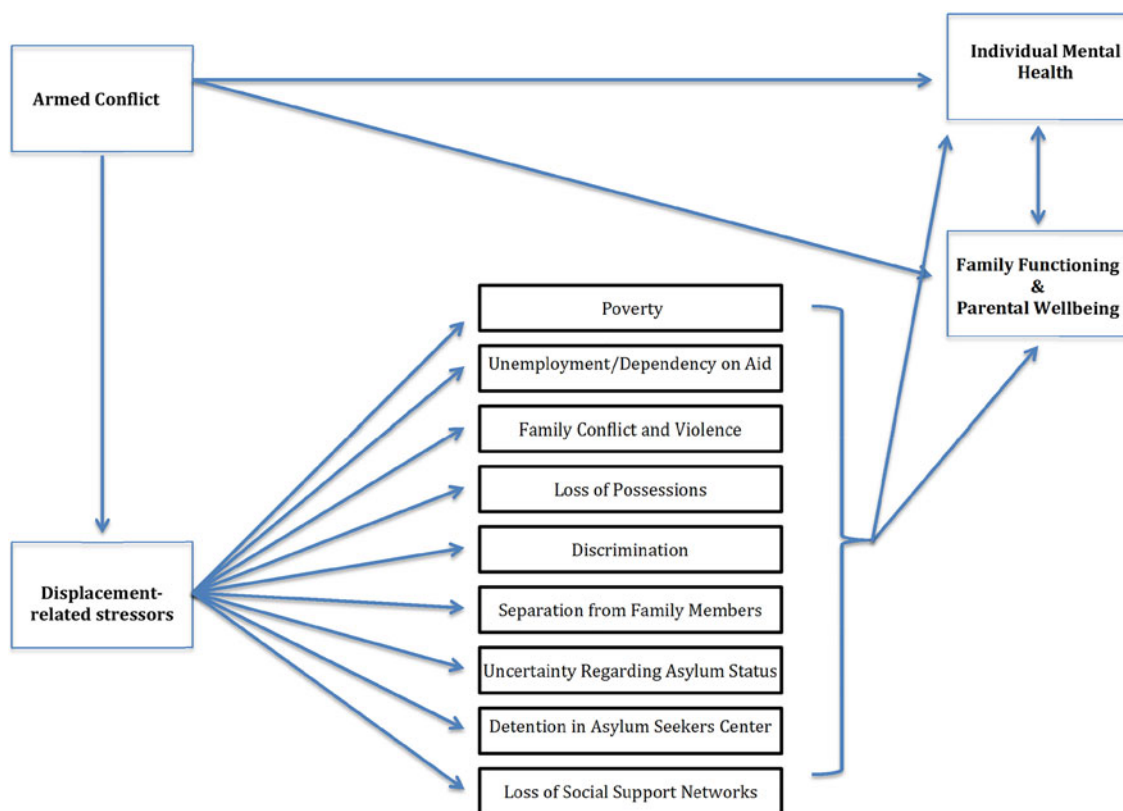 Armed Conflict
Individual Mental
Health
Family Functioning
&
Parental Wellbeing
Displacement-
related stressors
Poverty
Unemployment/Dependency on Aid
Family Conflict and Violence
Loss of Possessions
Discrimination
Separation from Family Members
Uncertainty Regarding Asylum Status
Detention in Asylum Seekers Center
Loss of Social Support Networks